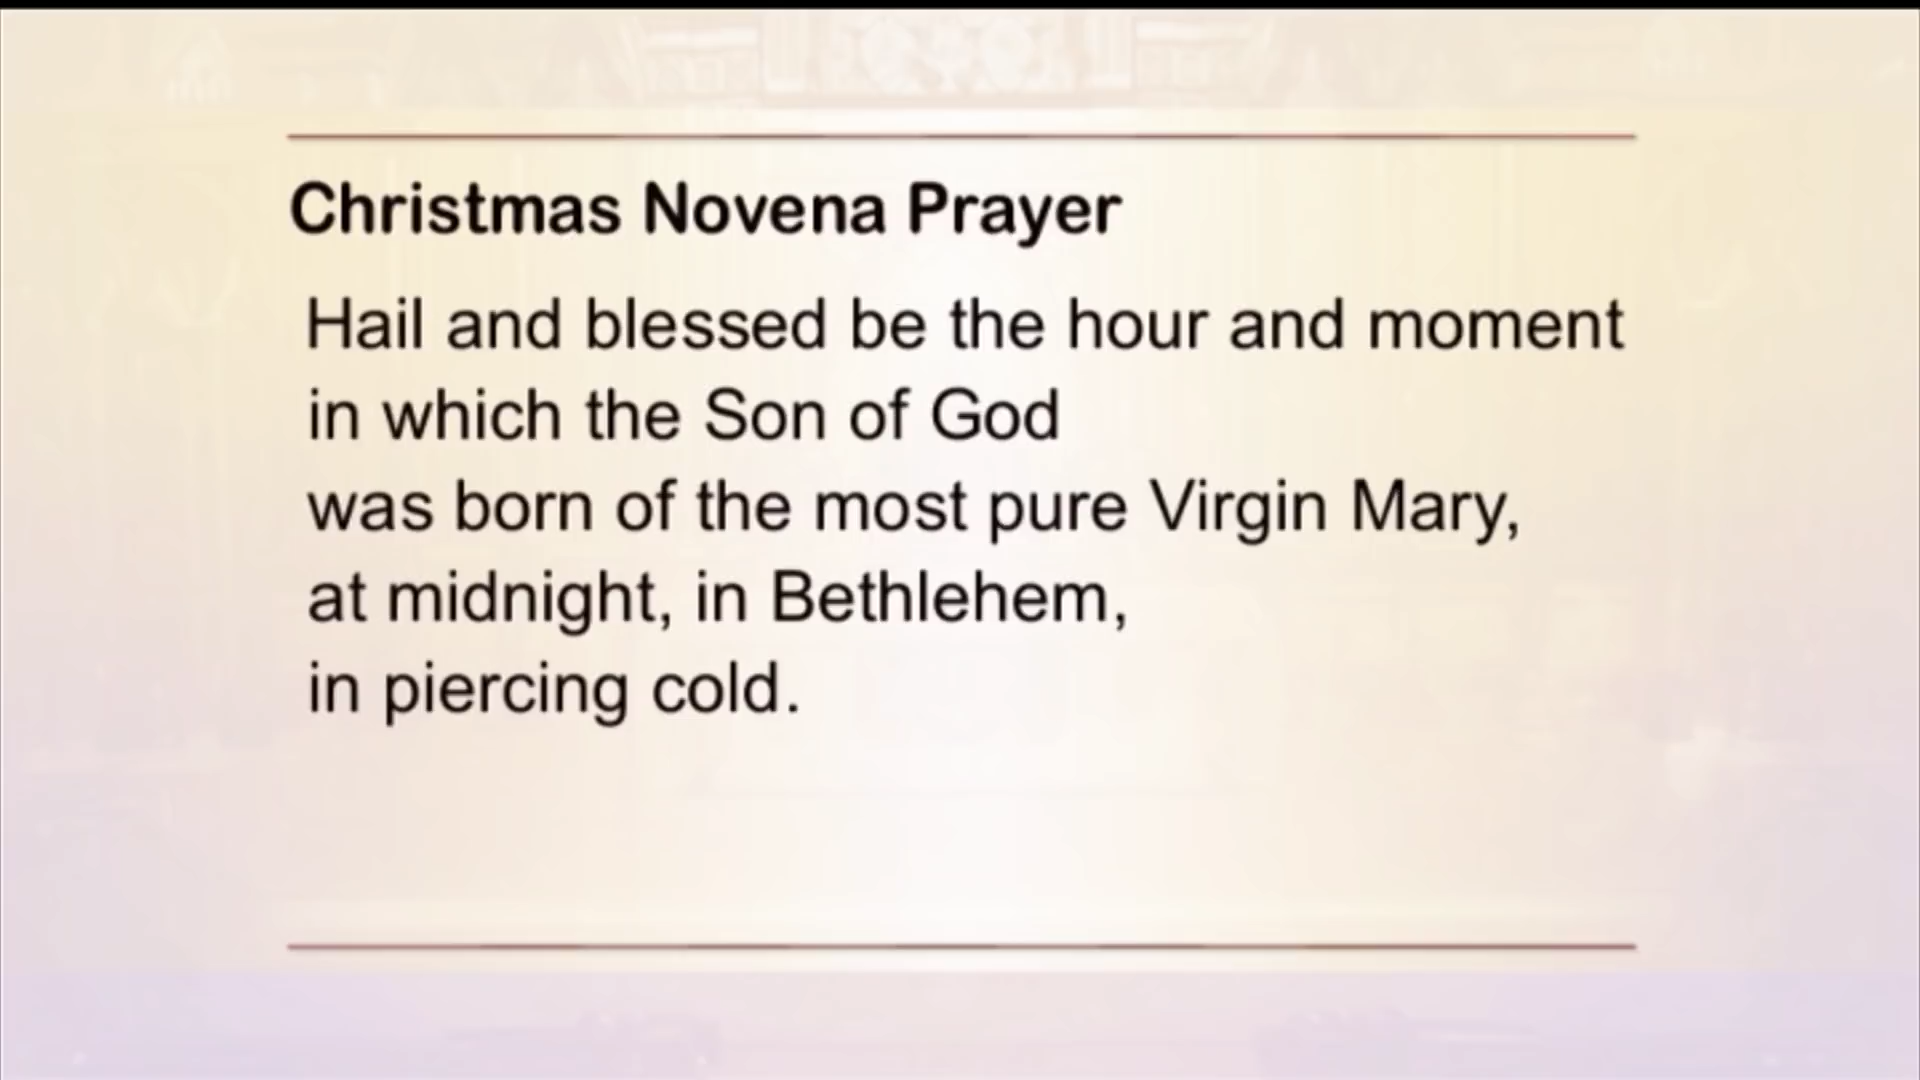 Christmas Novena Prayer
Hail and blessed be the hour and moment
in which the Son of God
was born of the most pure Virgin Mary,
at midnight, in Bethlehem,
in piercing cold.